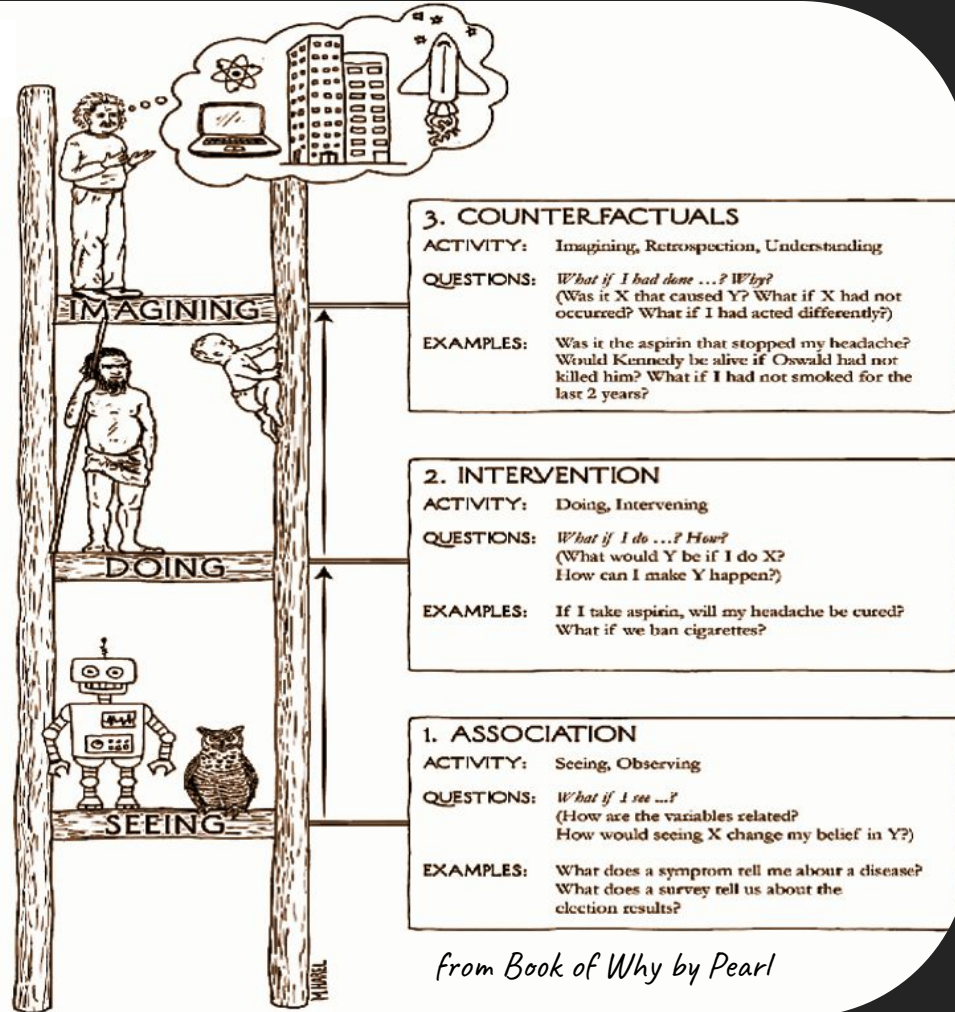 3. COUNTERFACTUALS
ACTIVITY: Imagining, Retrospection, Understanding
QUESTIONS: What if I had done ...? Why?
(Was it X that caused Y? What if X had not
occurred? What if I had acted differently?)
EXAMPLES: Was it the aspirin that stopped my headache?
Would Kennedy be alive if Oswald had not
killed him? What if I had not smoked for the
last 2 years?
IMAGINING
2. INTERVENTION
ACTIVITY: Doing, Intervening
QUESTIONS: What if I do ...? How?
(What would Y be if I do X?
How can I make Y happen?)
EXAMPLES: If I take aspirin, will my headache be cured?
What if we ban cigarettes?
DOING
1. ASSOCIATION
ACTIVITY: Seeing, Observing
QUESTIONS: What if I see ...?
(How are the variables related?
How would seeing X change my belief in Y?)
EXAMPLES: What does a symptom tell me about a disease?
What does a survey tell us about the
election results?
SEEING
M.HAREL
from Book of Why by Pearl